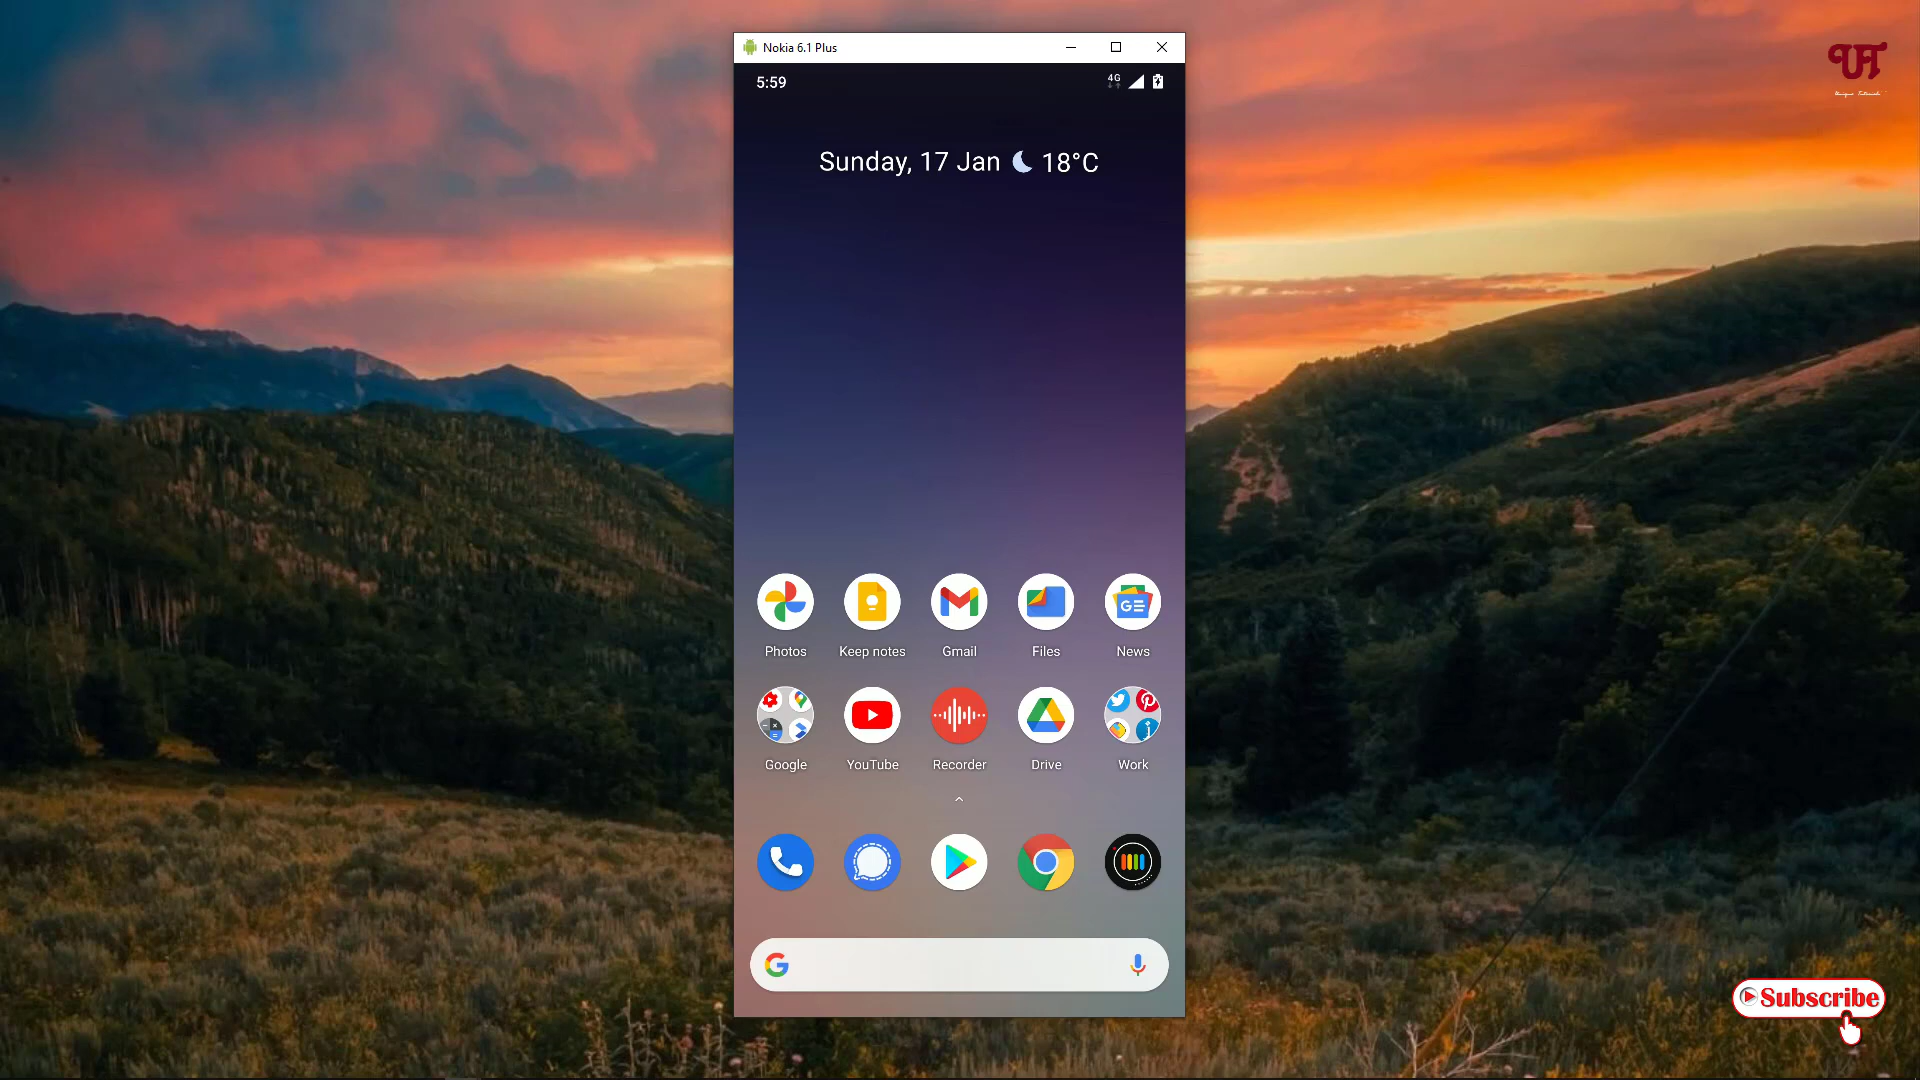 Nokia 6.1 Plus
UT
5:59
4G
Sunday, 17 Jan 18°C
Photos
Keep notes
Gmail
Files
News
Google
YouTube
Recorder
Drive
Work
Subscribe